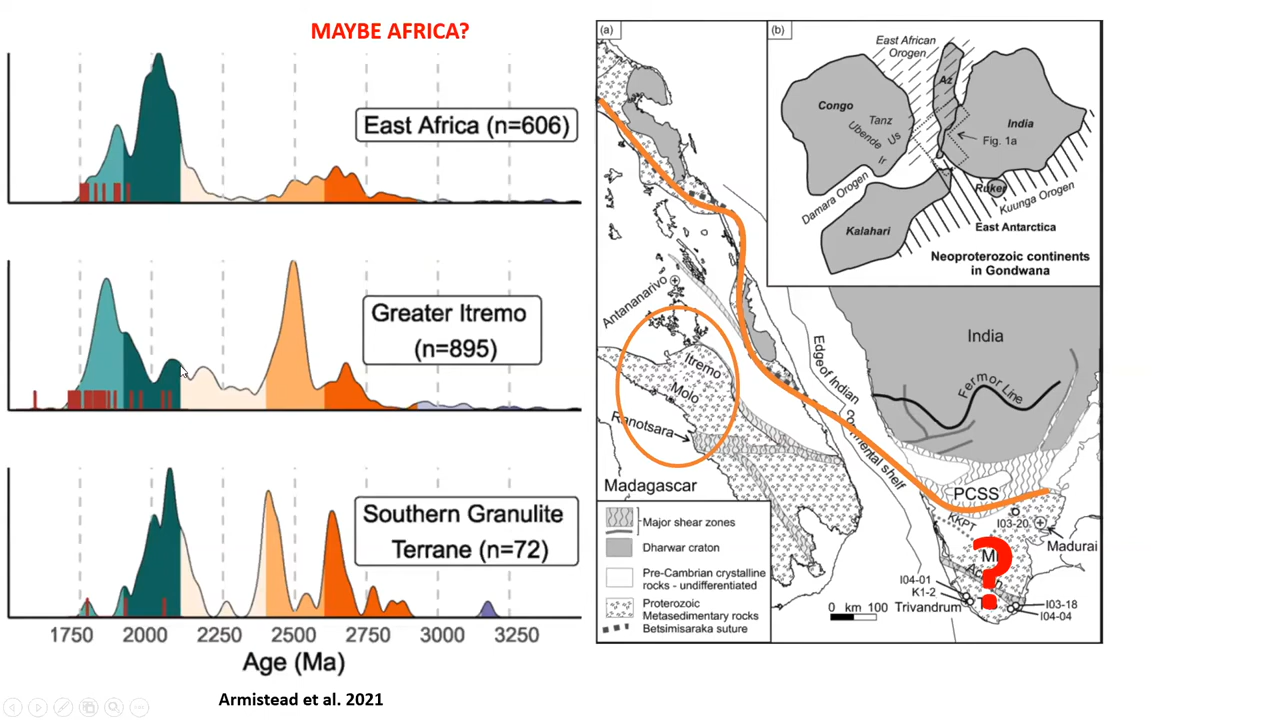 MAYBE AFRICA?
East Africa (n=606)
Greater Itremo
(n=895)
Southern Granulite
Terrane (n=72)
1750 2000 2250 2500 2750 3000 3250
Age (Ma)
Armistead et al. 2021
(a)
Antananarivo
Itremo
Molo
Ranotsara
Madagascar
Edge of Indian continental shelf
India
Fermor Line
PCSS
KKPT
I03-20
Madurai
?
I04-01
K1-2
Trivandrum
I03-18
I04-04
0 km 100
Major shear zones
Dharwar craton
Pre-Cambrian crystalline
rocks - undifferentiated
Proterozoic
Metasedimentary rocks
Betsimisaraka suture
(b)
East African
Orogen
Az
Congo
Tanz
Ubende
Us
Ir
India
Fig. 1a
Damara Orogen
Ruker
Kuunga Orogen
Kalahari
East Antarctica
Neoproterozoic continents
in Gondwana